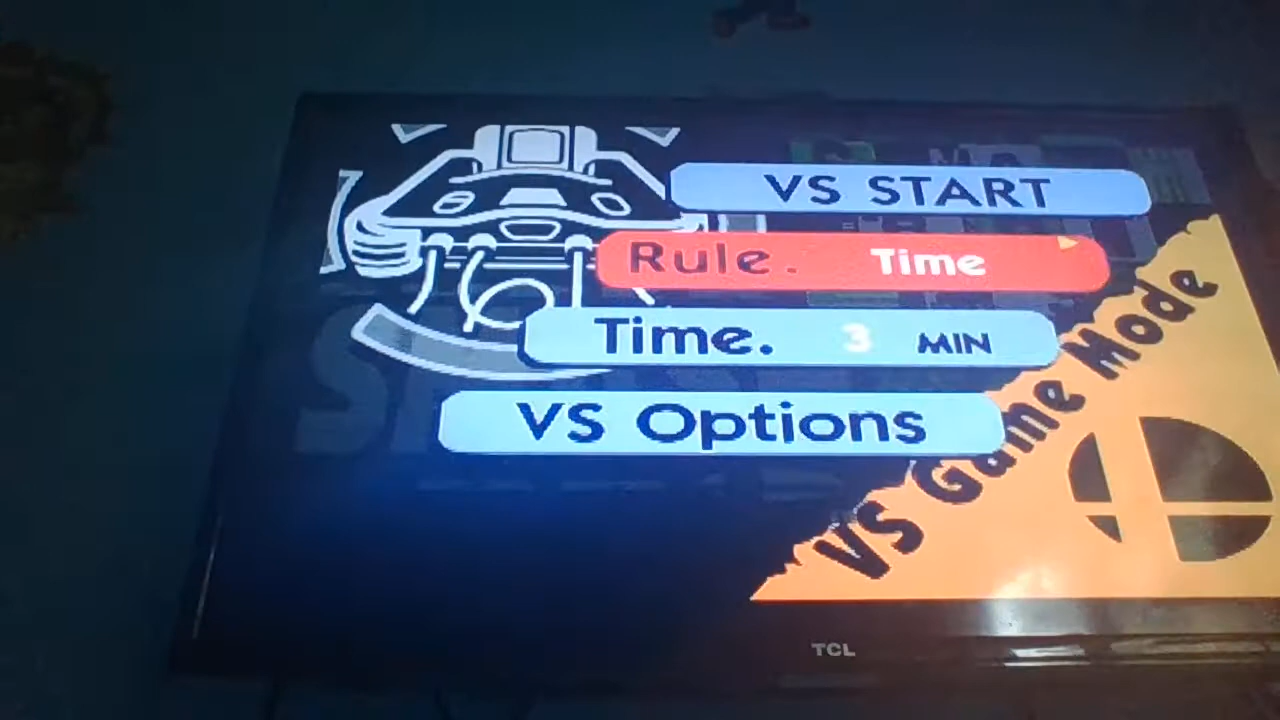 VS START
Rule. Time
Time. 3 MIN
VS Options
VS Game Mode
TCL